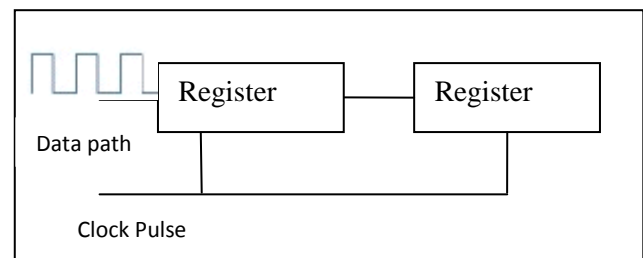 Register
Register
Data path
Clock Pulse